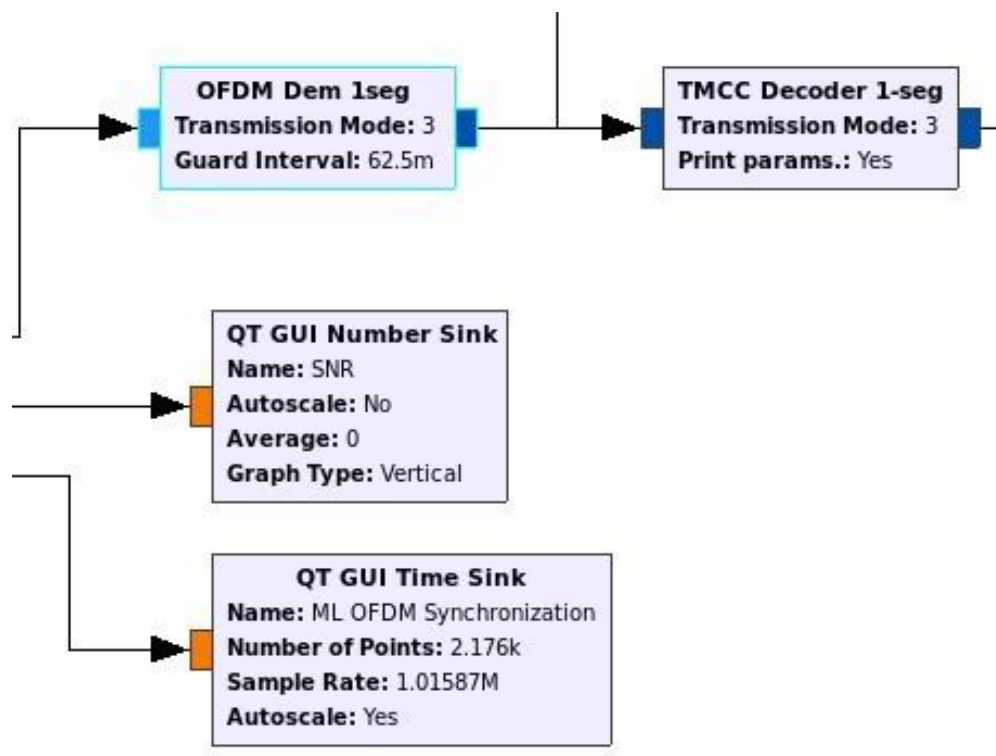 OFDM Dem 1seg
Transmission Mode: 3
Guard Interval: 62.5m
TMCC Decoder 1-seg
Transmission Mode: 3
Print params.: Yes
QT GUI Number Sink
Name: SNR
Autoscale: No
Average: 0
Graph Type: Vertical
QT GUI Time Sink
Name: ML OFDM Synchronization
Number of Points: 2.176k
Sample Rate: 1.01587M
Autoscale: Yes